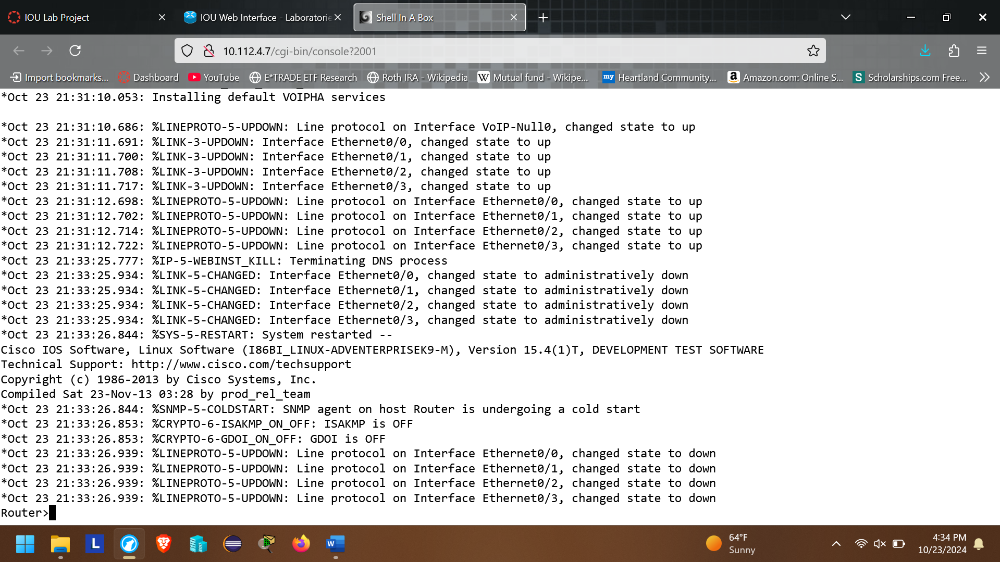 IOU Lab Project
IOU Web Interface - Laboratorie
Shell In A Box
10.112.4.7/cgi-bin/console?2001
Import bookmarks...
Dashboard
YouTube
E*TRADE ETF Research
Roth IRA - Wikipedia
W
Mutual fund - Wikipe...
my
Heartland Community...
a
Amazon.com: Online S...
S
Scholarships.com Free...
*Oct 23 21:31:10.053: Installing default VOIPHA services
*Oct 23 21:31:10.686: %LINEPROTO-5-UPDOWN: Line protocol on Interface VoIP-Null0, changed state to up
*Oct 23 21:31:11.691: %LINK-3-UPDOWN: Interface Ethernet0/0, changed state to up
*Oct 23 21:31:11.700: %LINK-3-UPDOWN: Interface Ethernet0/1, changed state to up
*Oct 23 21:31:11.708: %LINK-3-UPDOWN: Interface Ethernet0/2, changed state to up
*Oct 23 21:31:11.717: %LINK-3-UPDOWN: Interface Ethernet0/3, changed state to up
*Oct 23 21:31:12.698: %LINEPROTO-5-UPDOWN: Line protocol on Interface Ethernet0/0, changed state to up
*Oct 23 21:31:12.702: %LINEPROTO-5-UPDOWN: Line protocol on Interface Ethernet0/1, changed state to up
*Oct 23 21:31:12.714: %LINEPROTO-5-UPDOWN: Line protocol on Interface Ethernet0/2, changed state to up
*Oct 23 21:31:12.722: %LINEPROTO-5-UPDOWN: Line protocol on Interface Ethernet0/3, changed state to up
*Oct 23 21:33:25.777: %IP-5-WEBINST_KILL: Terminating DNS process
*Oct 23 21:33:25.934: %LINK-5-CHANGED: Interface Ethernet0/0, changed state to administratively down
*Oct 23 21:33:25.934: %LINK-5-CHANGED: Interface Ethernet0/1, changed state to administratively down
*Oct 23 21:33:25.934: %LINK-5-CHANGED: Interface Ethernet0/2, changed state to administratively down
*Oct 23 21:33:25.934: %LINK-5-CHANGED: Interface Ethernet0/3, changed state to administratively down
*Oct 23 21:33:26.844: %SYS-5-RESTART: System restarted --
Cisco IOS Software, Linux Software (I86BI_LINUX-ADVENTERPRISEK9-M), Version 15.4(1)T, DEVELOPMENT TEST SOFTWARE
Technical Support: http://www.cisco.com/techsupport
Copyright (c) 1986-2013 by Cisco Systems, Inc.
Compiled Sat 23-Nov-13 03:28 by prod_rel_team
*Oct 23 21:33:26.844: %SNMP-5-COLDSTART: SNMP agent on host Router is undergoing a cold start
*Oct 23 21:33:26.853: %CRYPTO-6-ISAKMP_ON_OFF: ISAKMP is OFF
*Oct 23 21:33:26.853: %CRYPTO-6-GDOI_ON_OFF: GDOI is OFF
*Oct 23 21:33:26.939: %LINEPROTO-5-UPDOWN: Line protocol on Interface Ethernet0/0, changed state to down
*Oct 23 21:33:26.939: %LINEPROTO-5-UPDOWN: Line protocol on Interface Ethernet0/1, changed state to down
*Oct 23 21:33:26.939: %LINEPROTO-5-UPDOWN: Line protocol on Interface Ethernet0/2, changed state to down
*Oct 23 21:33:26.939: %LINEPROTO-5-UPDOWN: Line protocol on Interface Ethernet0/3, changed state to down
Router>
L
W
64°F
Sunny
4:34 PM
10/23/2024